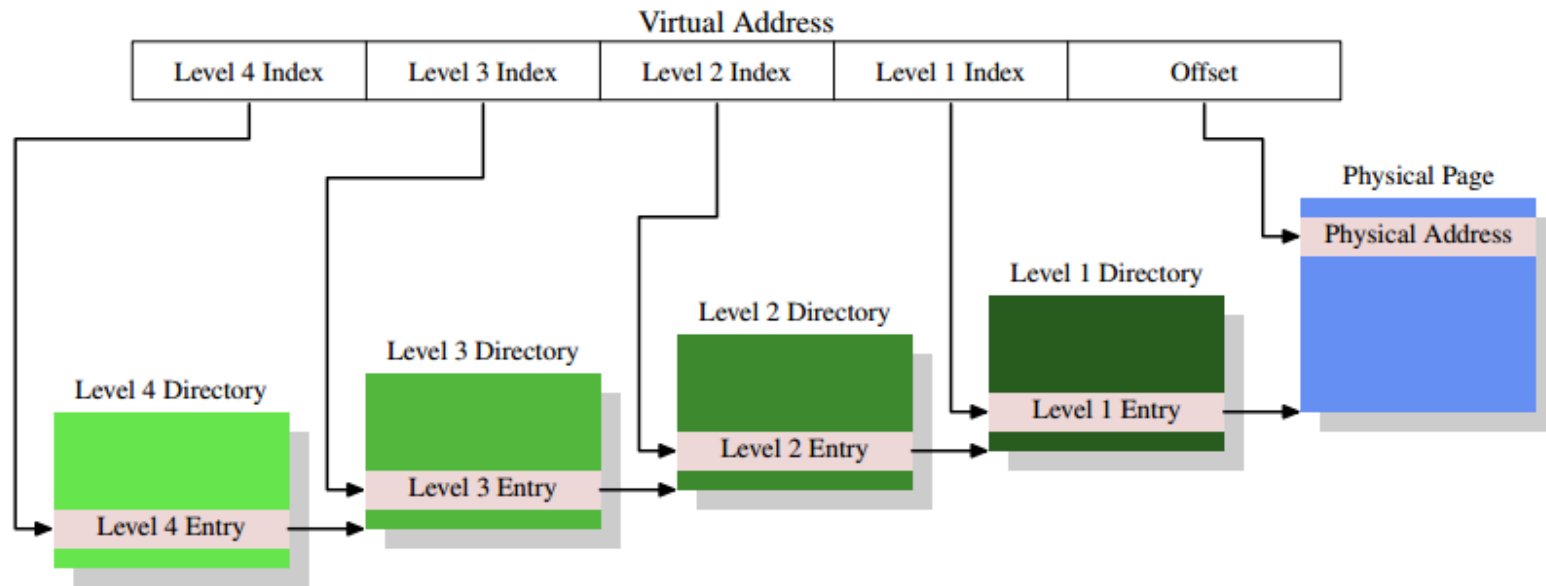 Virtual Address
Level 4 Index
Level 3 Index
Level 2 Index
Level 1 Index
Offset
Physical Page
Physical Address
Level 1 Directory
Level 1 Entry
Level 2 Directory
Level 2 Entry
Level 3 Directory
Level 3 Entry
Level 4 Directory
Level 4 Entry